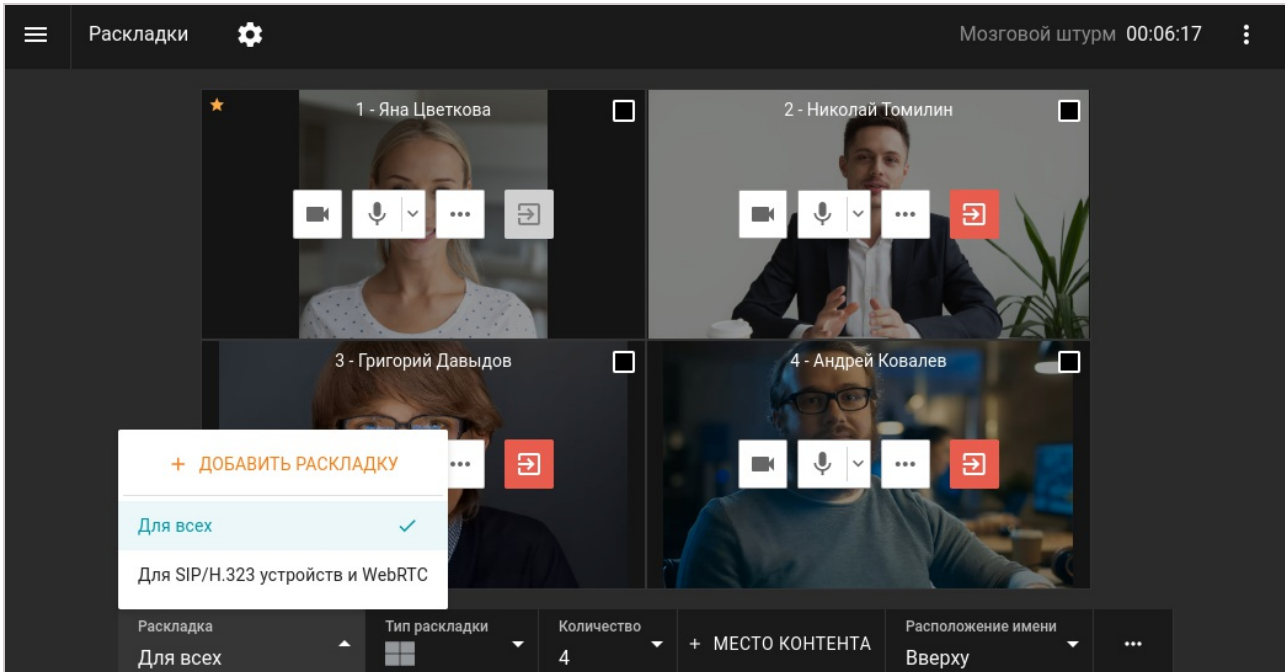 Раскладки
Мозговой штурм 00:06:17
1 - Яна Цветкова
2 - Николай Томилин
3 - Григорий Давыдов
4 - Андрей Ковалев
+ ДОБАВИТЬ РАСКЛАДКУ
Для всех
Для SIP/H.323 устройств и WebRTC
Раскладка
Для всех
Тип раскладки
Количество
4
+ МЕСТО КОНТЕНТА
Расположение имени
Вверху